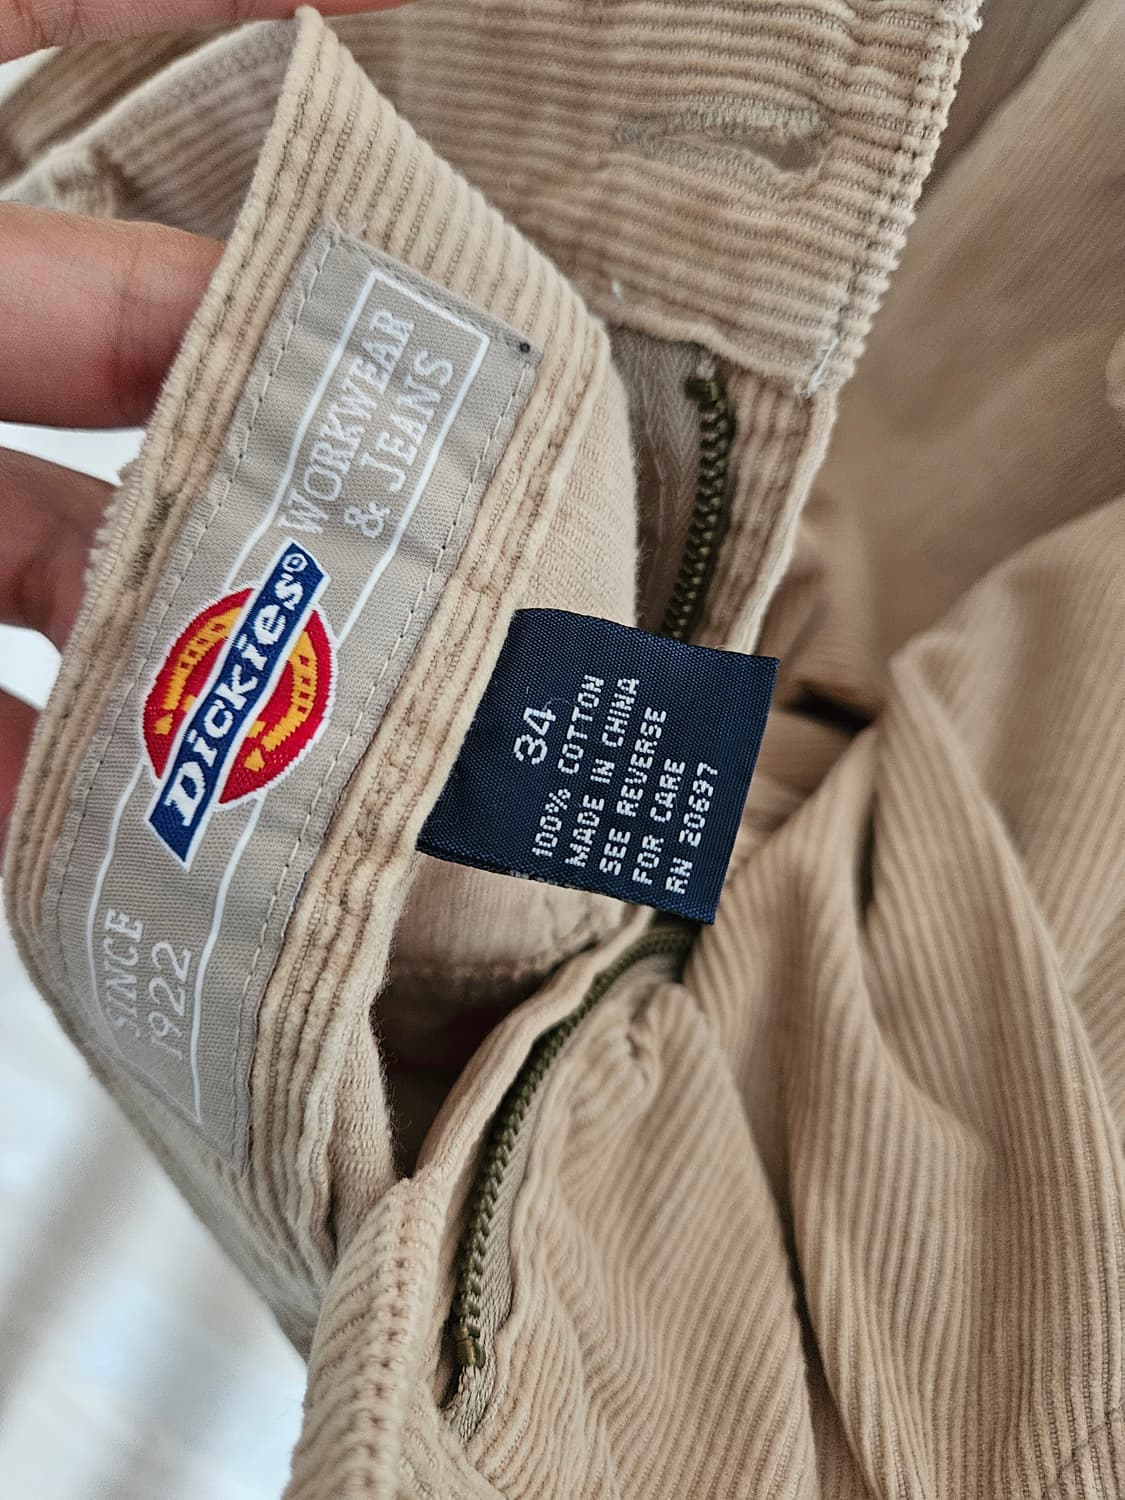 WORKWEAR
& JEANS
Dickies®
SINCE
1922
34
100% COTTON
MADE IN CHINA
SEE REVERSE
FOR CARE
RN 20697